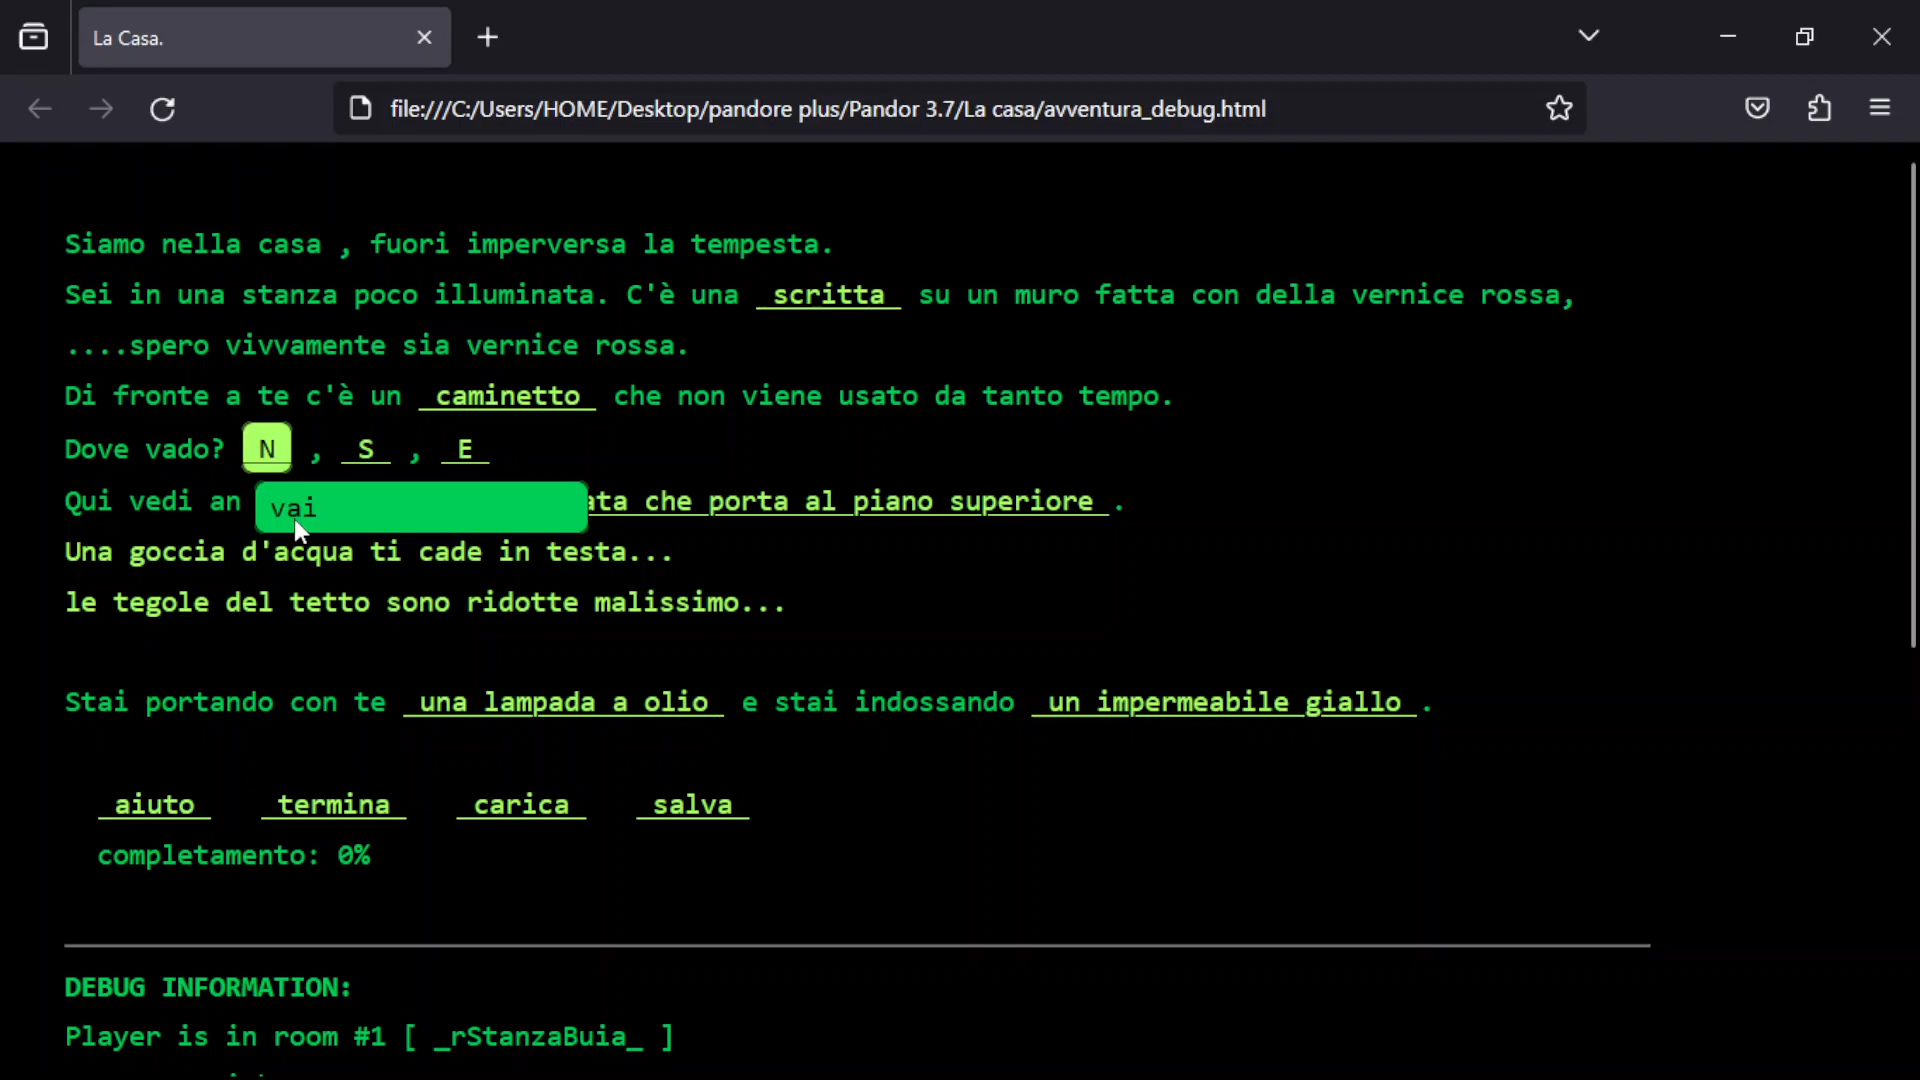 La Casa.
file:///C:/Users/HOME/Desktop/pandore plus/Pandor 3.7/La casa/avventura_debug.html
Siamo nella casa , fuori imperversa la tempesta.
Sei in una stanza poco illuminata. C'è una scritta su un muro fatta con della vernice rossa,
....spero vivvamente sia vernice rossa.
Di fronte a te c'è un caminetto che non viene usato da tanto tempo.
Dove vado? N , S , E
Qui vedi an
vai
che porta al piano superiore .
Una goccia d'acqua ti cade in testa...
le tegole del tetto sono ridotte malissimo...
Stai portando con te una lampada a olio e stai indossando un impermeabile giallo .
aiuto termina carica salva
completamento: 0%
DEBUG INFORMATION:
Player is in room #1 [ _rStanzaBuia_ ]